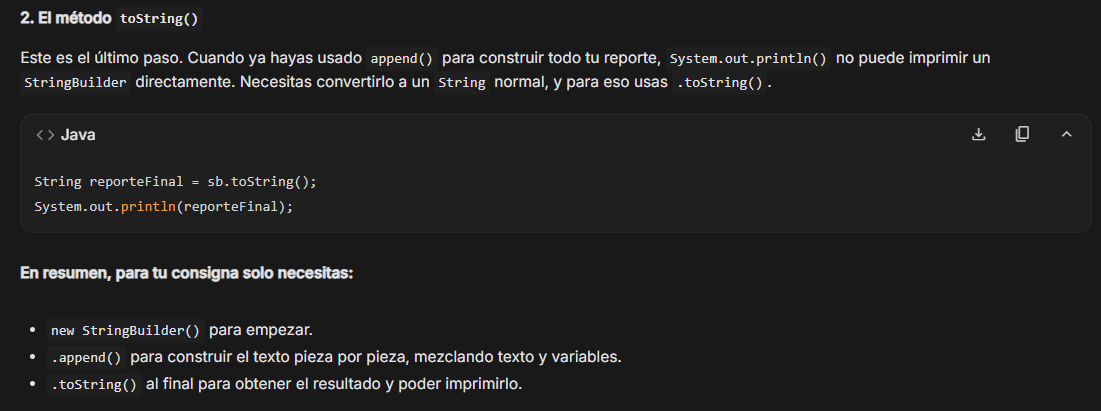 2. El método toString()
Este es el último paso. Cuando ya hayas usado append() para construir todo tu reporte, System.out.println() no puede imprimir un
StringBuilder directamente. Necesitas convertirlo a un String normal, y para eso usas .toString().
<> Java
String reporteFinal = sb.toString();
System.out.println(reporteFinal);
En resumen, para tu consigna solo necesitas:
• new StringBuilder() para empezar.
• .append() para construir el texto pieza por pieza, mezclando texto y variables.
• .toString() al final para obtener el resultado y poder imprimirlo.